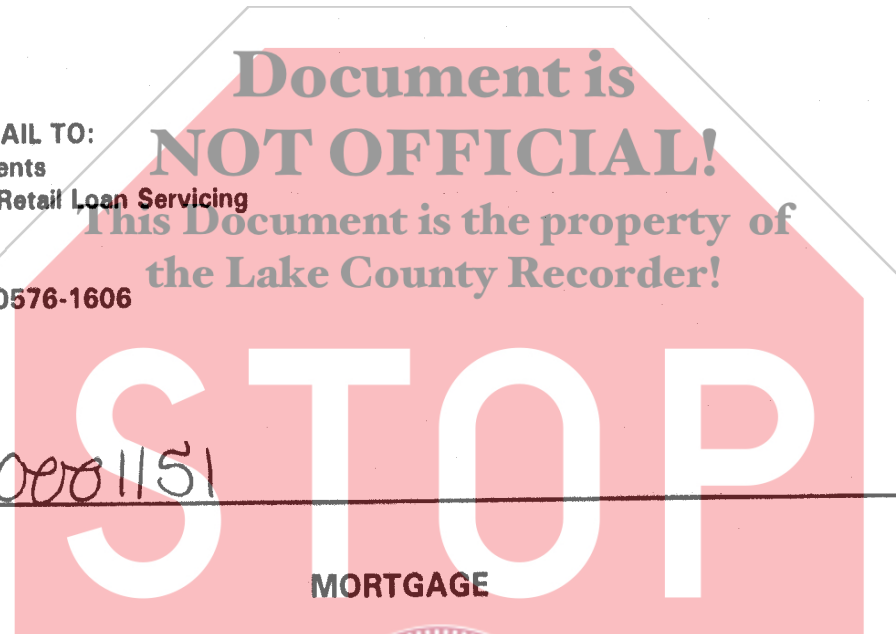 Document is
NOT OFFICIAL!
AIL TO:
ents
Retail Loan Servicing
This Document is the property of
the Lake County Recorder!
0576-1606
STOP
0001151
MORTGAGE